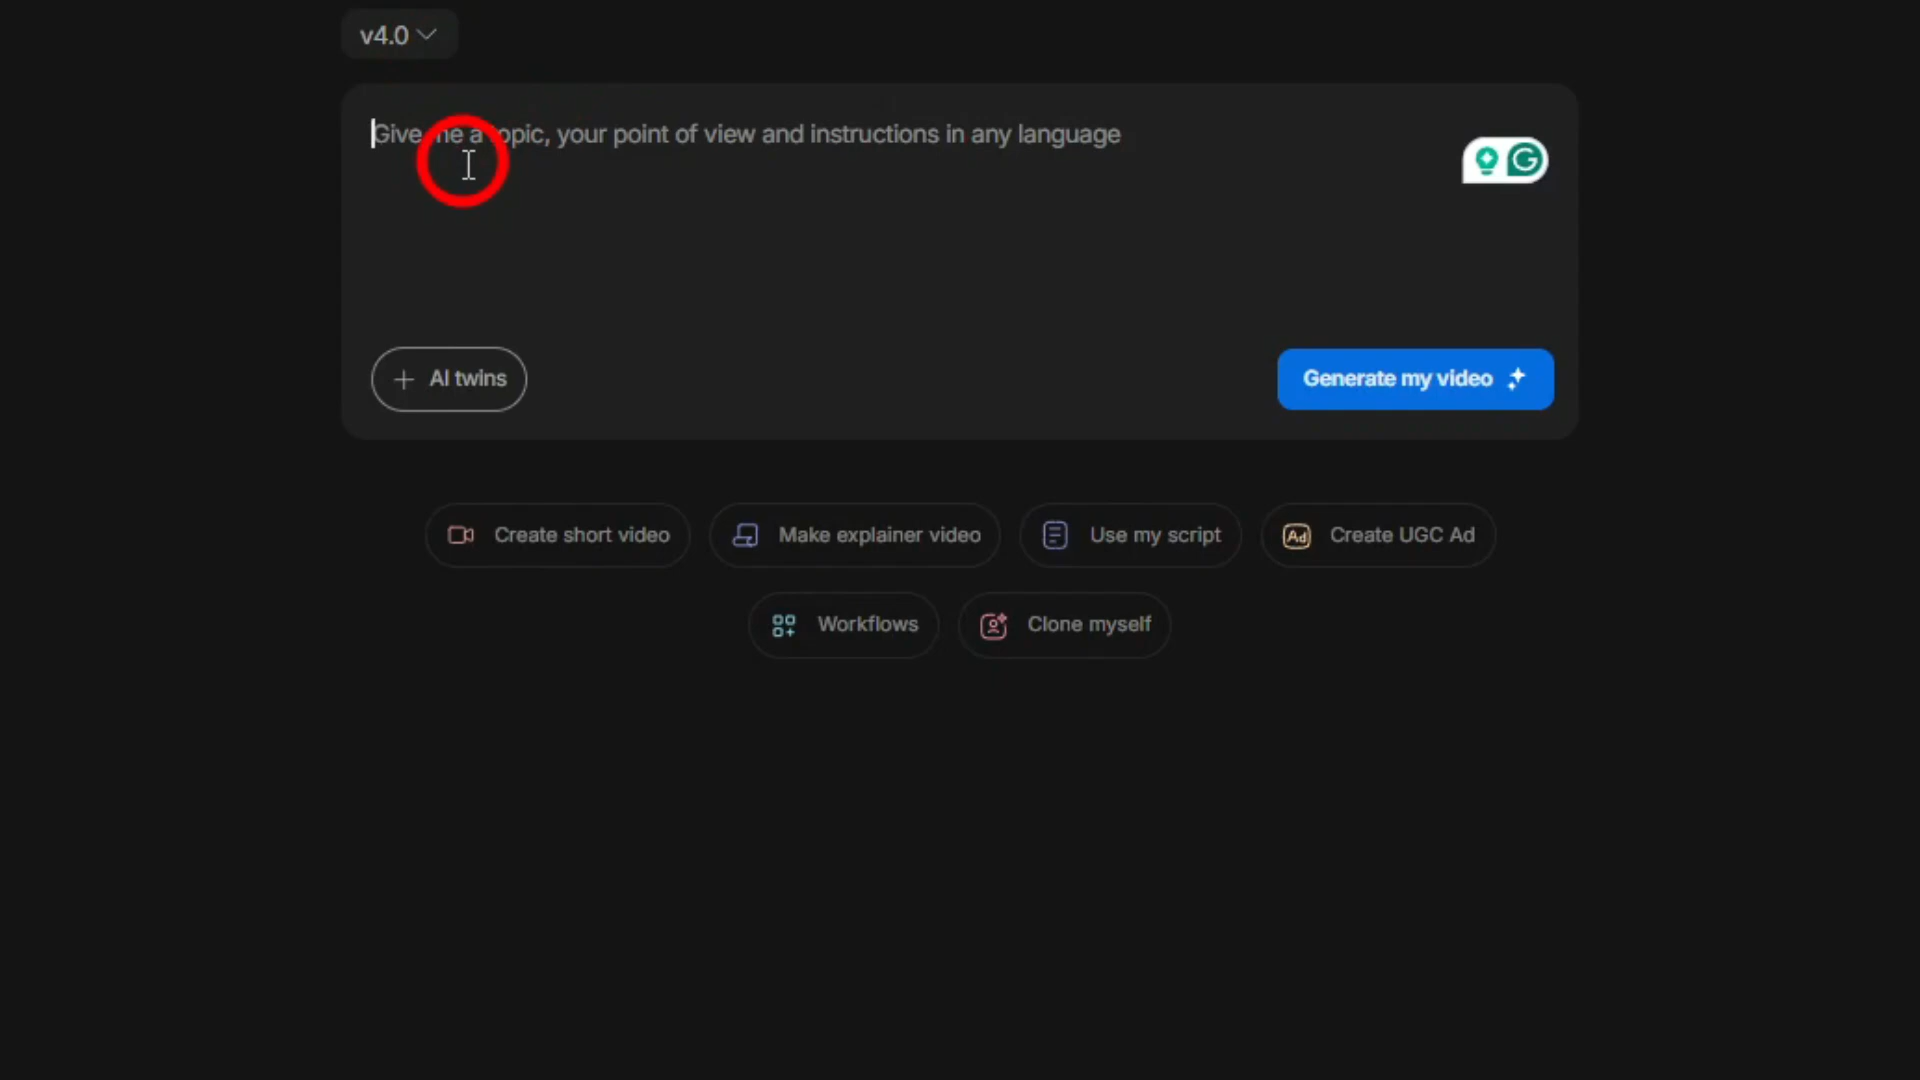 v4.0
Give me a topic, your point of view and instructions in any language
AI twins
Generate my video
Create short video
Make explainer video
Use my script
Ad
Create UGC Ad
Workflows
Clone myself